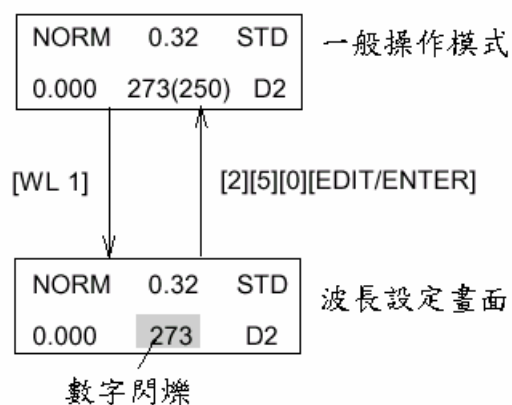 NORM 0.32 STD
一般操作模式
0.000 273(250) D2
[WL 1]
[2][5][0][EDIT/ENTER]
NORM 0.32 STD
波長設定畫面
0.000 273 D2
數字閃爍